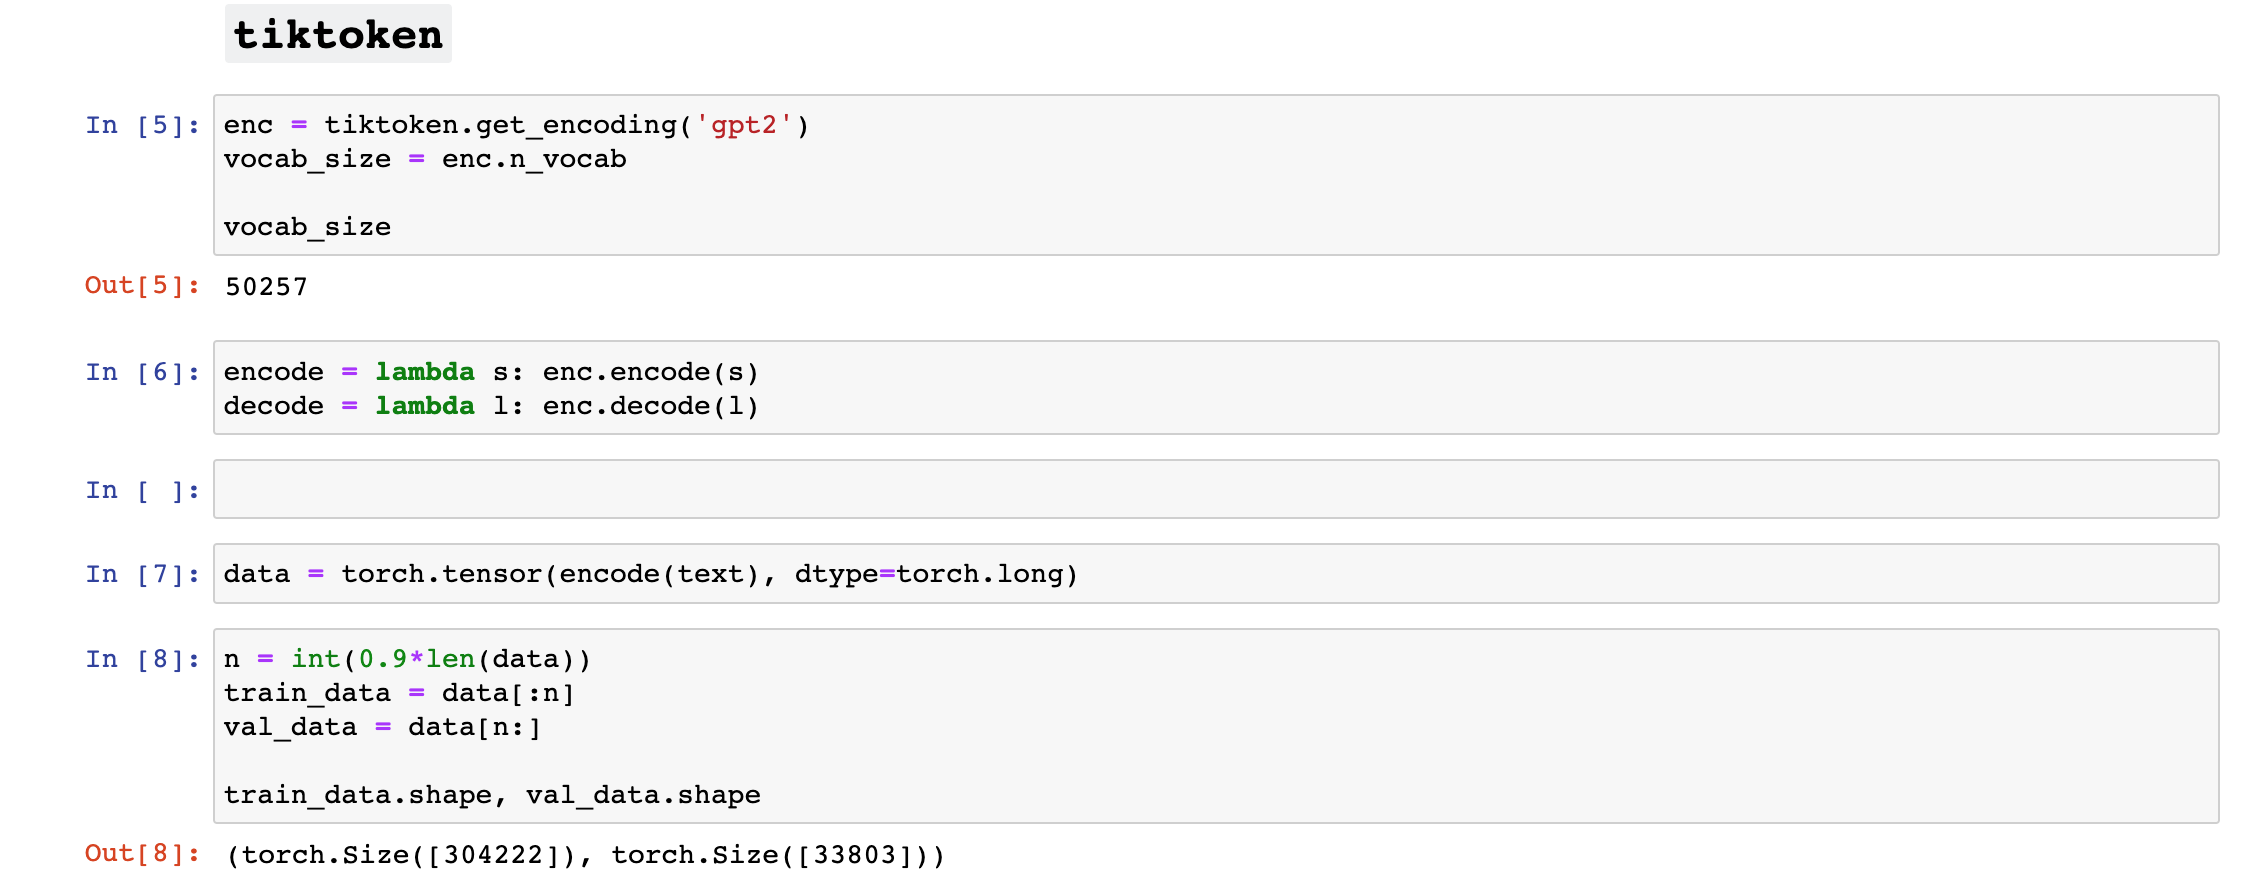 tiktoken
In [5]: enc = tiktoken.get_encoding('gpt2')
vocab_size = enc.n_vocab
vocab_size
Out[5]: 50257
In [6]: encode = lambda s: enc.encode(s)
decode = lambda l: enc.decode(l)
In [ ]:
In [7]: data = torch.tensor(encode(text), dtype=torch.long)
In [8]: n = int(0.9*len(data))
train_data = data[:n]
val_data = data[n:]
train_data.shape, val_data.shape
Out[8]: (torch.Size([304222]), torch.Size([33803]))